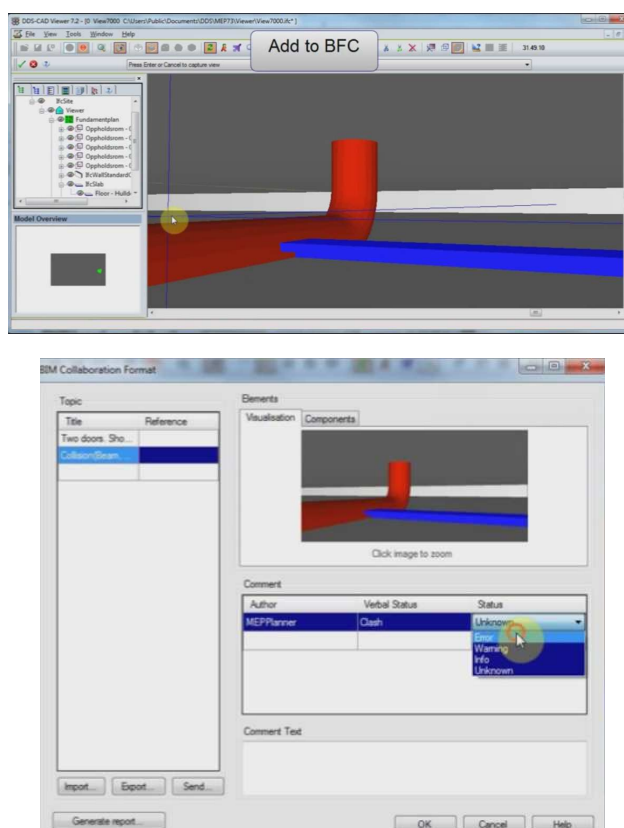 DDS-CAD Viewer 7.2 - [0 View7000 C:\Users\Public\Documents\DDS\MEP73\Viewer\View7000.ifc*]
File View Tools Window Help
Add to BFC
31.49.10
Press Enter or Cancel to capture view
IfcSite
Viewer
Fundamentplan
Oppholdsrom -
Oppholdsrom -
Oppholdsrom -
Oppholdsrom -
IfcWallStandardC
IfcSlab
Floor - Hulld
Model Overview
BIM Collaboration Format
Topic
Title Reference
Two doors. Sho...
Collision(Beam, ...
Elements
Visualisation Components
Click image to zoom
Comment
Author Verbal Status Status
MEPPlanner Clash Unknown
Error
Warning
Info
Unknown
Comment Text
Import... Export... Send...
Generate report...
OK Cancel Help